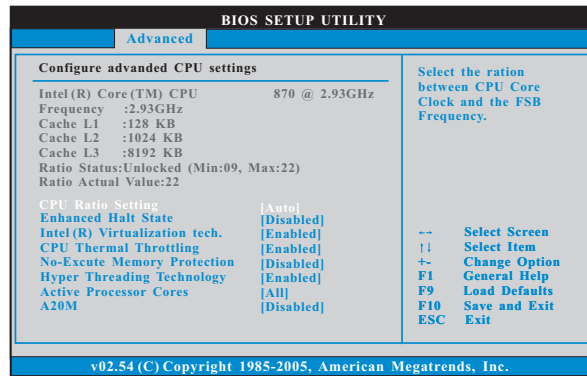 BIOS SETUP UTILITY
Advanced
Configure advanded CPU settings
Intel(R) Core(TM) CPU 870 @ 2.93GHz
Frequency :2.93GHz
Cache L1 :128 KB
Cache L2 :1024 KB
Cache L3 :8192 KB
Ratio Status:Unlocked (Min:09, Max:22)
Ratio Actual Value:22
CPU Ratio Setting [Auto]
Enhanced Halt State [Disabled]
Intel(R) Virtualization tech. [Enabled]
CPU Thermal Throttling [Enabled]
No-Excute Memory Protection [Disabled]
Hyper Threading Technology [Enabled]
Active Processor Cores [All]
A20M [Disabled]
Select the ration
between CPU Core
Clock and the FSB
Frequency.
↔ Select Screen
↑↓ Select Item
+- Change Option
F1 General Help
F9 Load Defaults
F10 Save and Exit
ESC Exit
v02.54 (C) Copyright 1985-2005, American Megatrends, Inc.